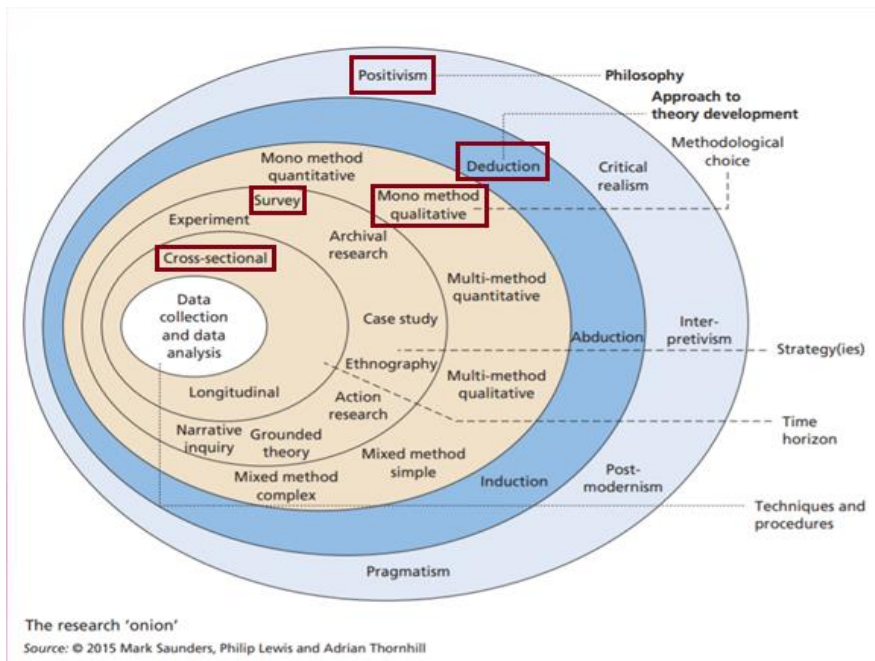 Positivism
Philosophy
Approach to
theory development
Methodological
choice
Mono method
quantitative
Deduction
Critical
realism
Survey
Mono method
qualitative
Experiment
Archival
research
Cross-sectional
Multi-method
quantitative
Data
collection
and data
analysis
Case study
Abduction
Inter-
pretivism
Strategy(ies)
Ethnography
Multi-method
qualitative
Longitudinal
Action
research
Time
horizon
Narrative
inquiry
Grounded
theory
Mixed method
simple
Mixed method
complex
Induction
Post-
modernism
Techniques and
procedures
Pragmatism
The research ‘onion’
Source: © 2015 Mark Saunders, Philip Lewis and Adrian Thornhill